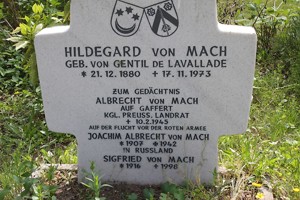 HILDEGARD VON MACH
GEB. VON GENTIL DE LAVALLADE
* 21.12.1880 + 17.11.1973
ZUM GEDÄCHTNIS
ALBRECHT VON MACH
AUF GAFFERT
KGL. PREUSS. LANDRAT
+ 10.2.1945
AUF DER FLUCHT VOR DER ROTEN ARMEE
JOACHIM ALBRECHT VON MACH
* 1907 + 1942
IN RUSSLAND
SIGFRIED VON MACH
* 1916 + 1998